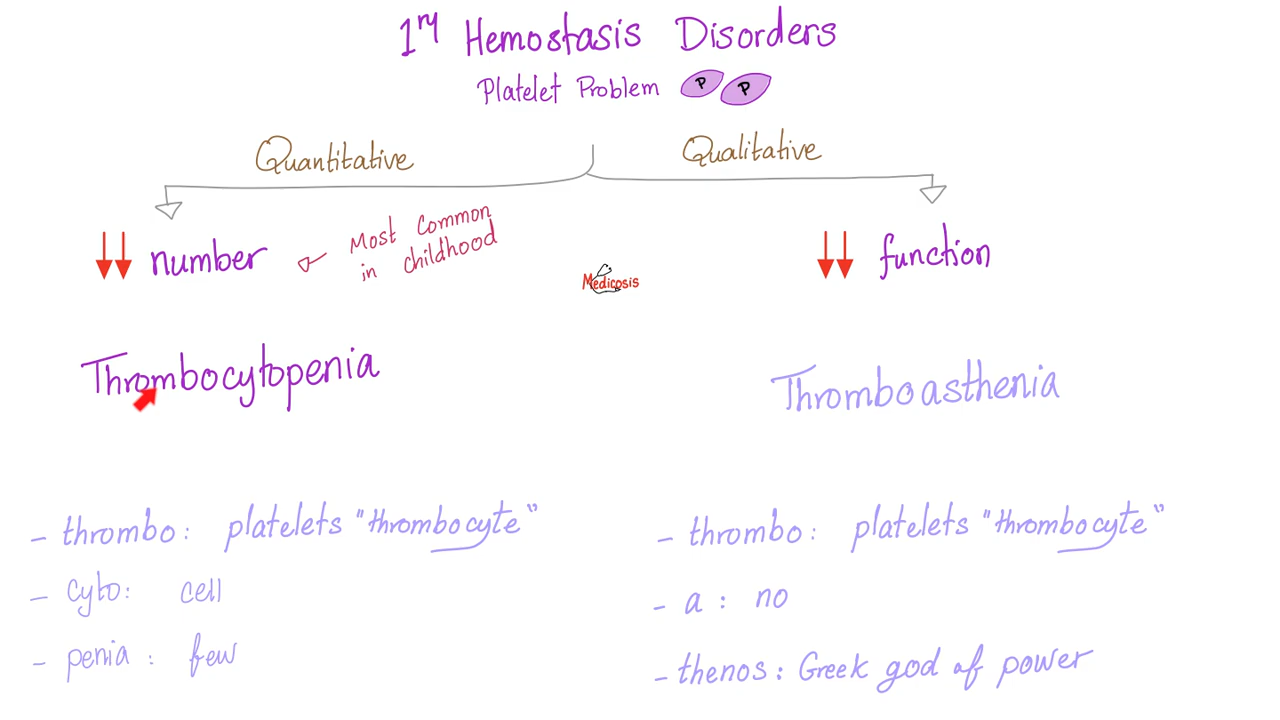 1ry Hemostasis Disorders
Platelet Problem P P
Quantitative
Qualitative
number
Most Common
in childhood
function
Medicosis
Thrombocytopenia
Thromboasthenia
- thrombo: platelets "thrombocyte"
- Cyto: cell
- penia: few
- thrombo: platelets "thrombocyte"
- a: no
- thenos: Greek god of power